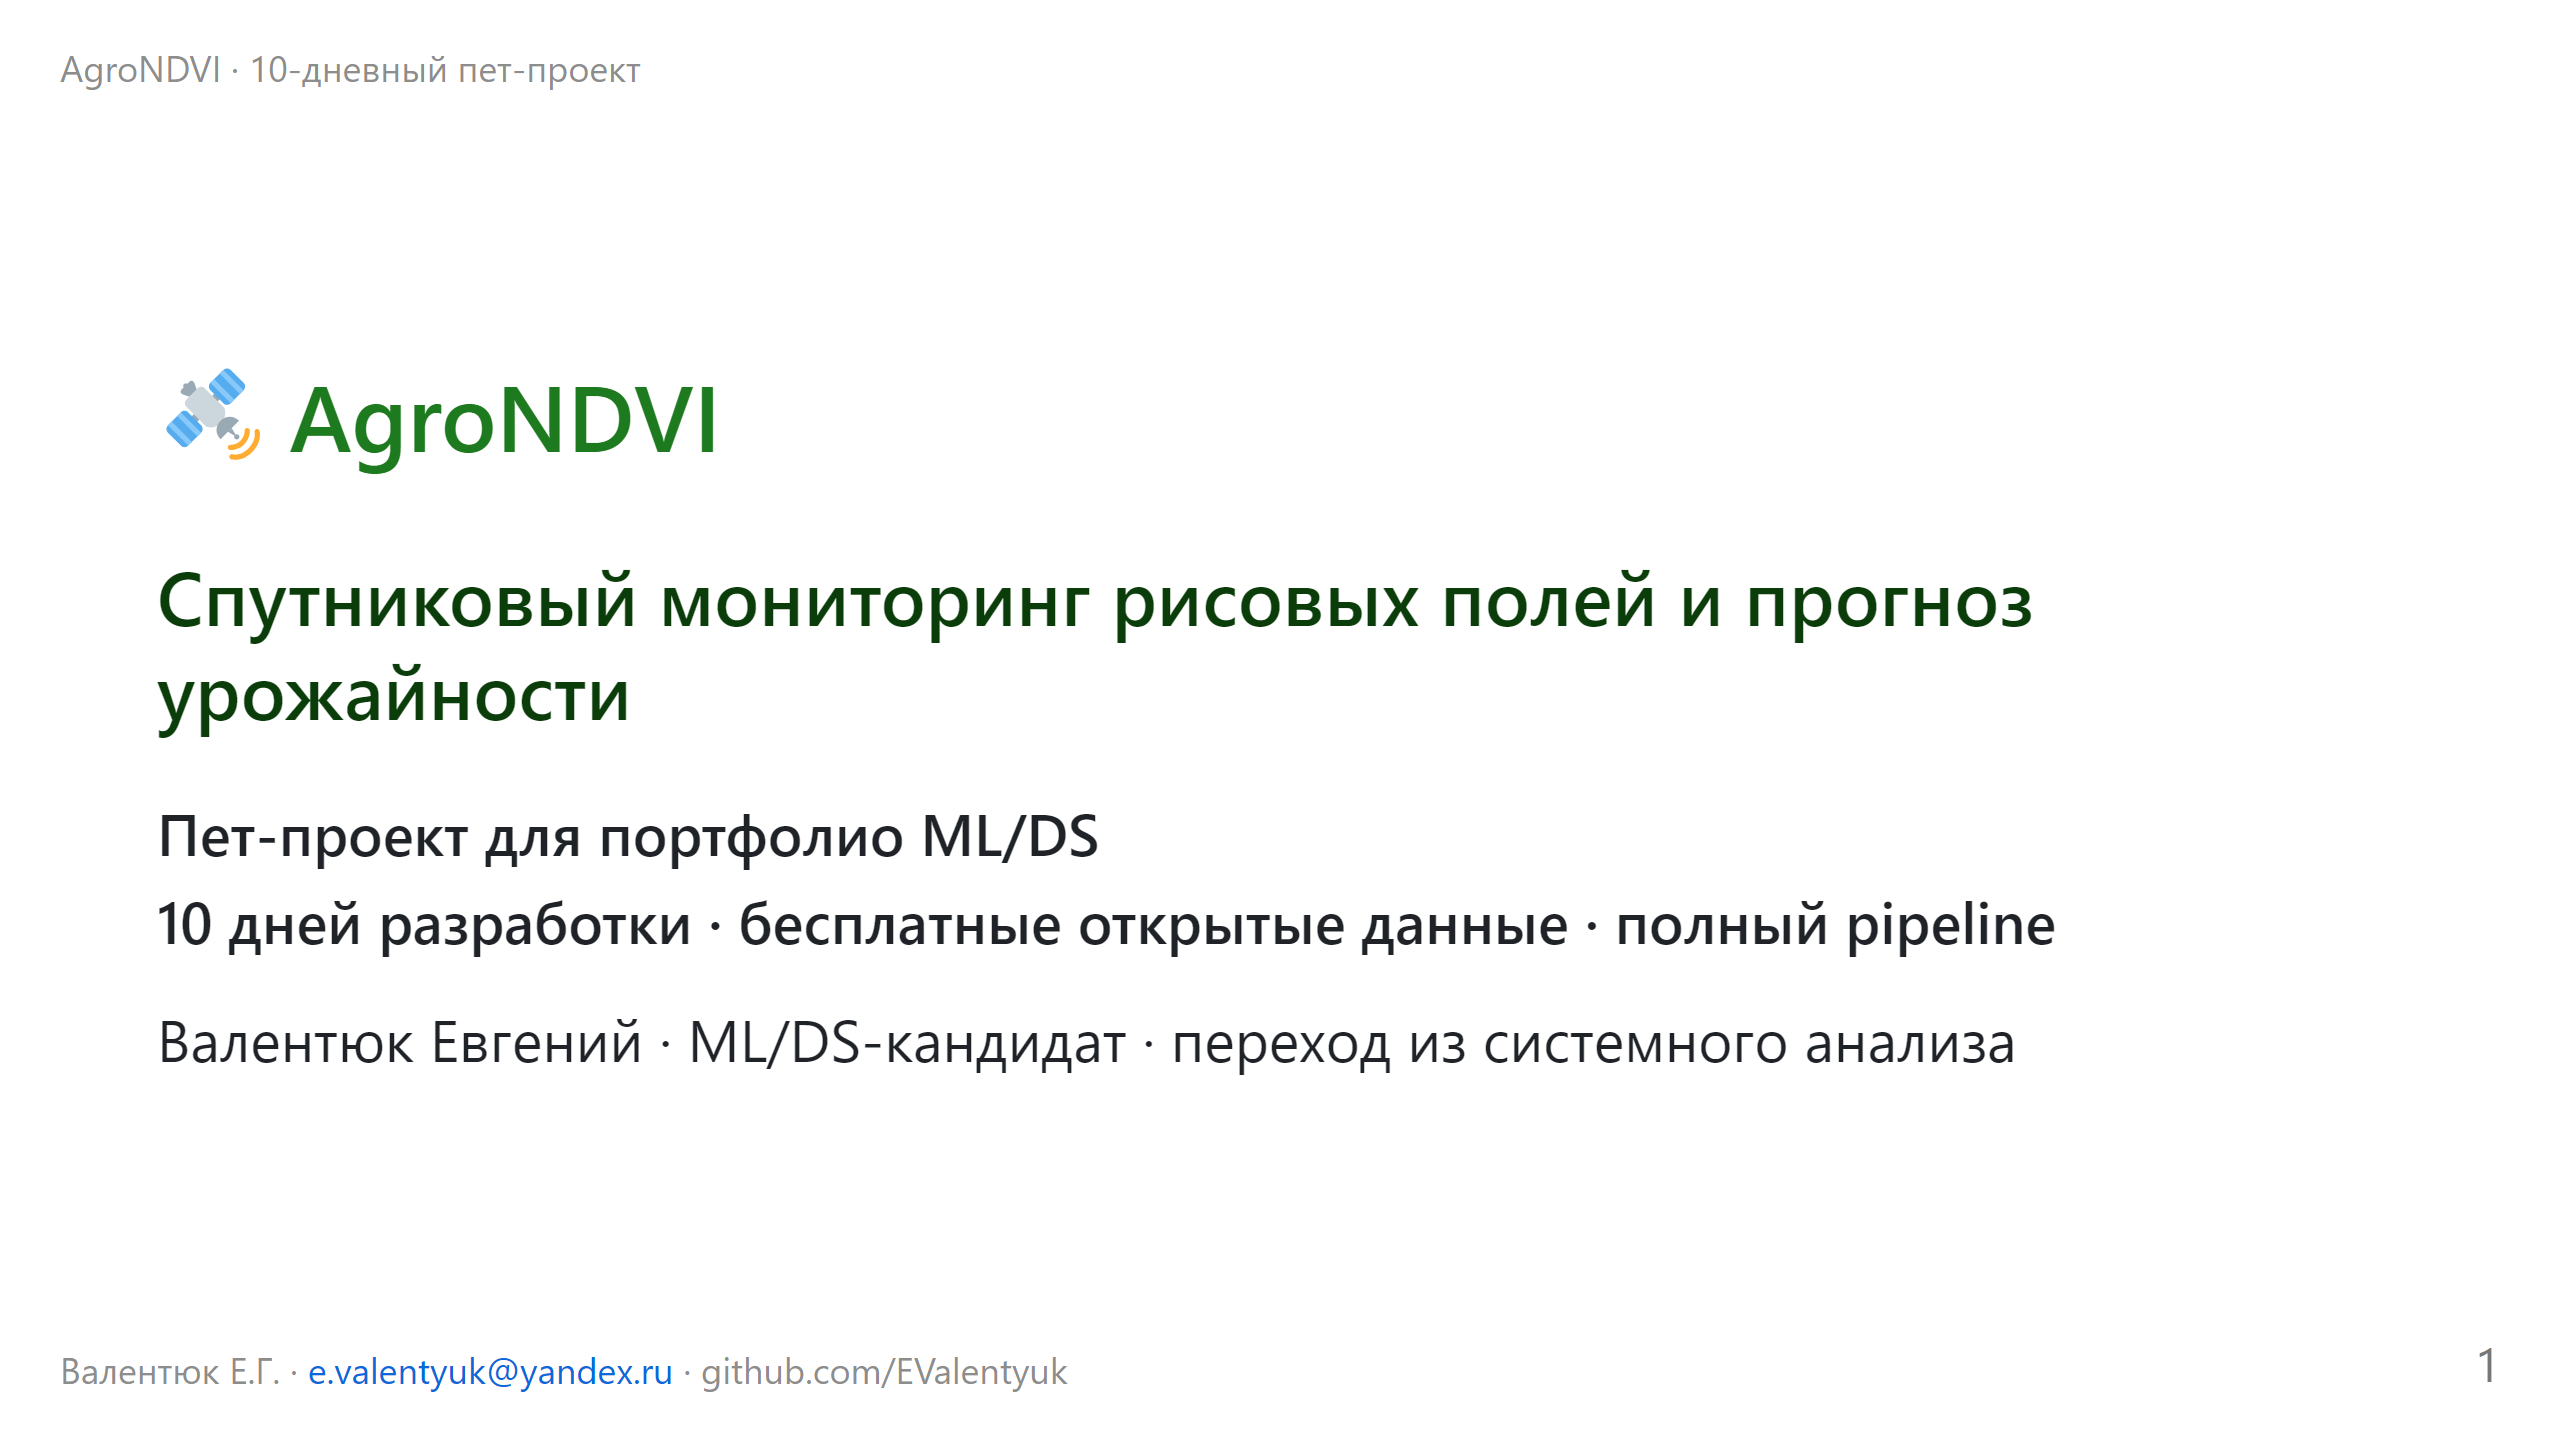 AgroNDVI · 10-дневный пет-проект
AgroNDVI
Спутниковый мониторинг рисовых полей и прогноз
урожайности
Пет-проект для портфолио ML/DS
10 дней разработки · бесплатные открытые данные · полный pipeline
Валентюк Евгений · ML/DS-кандидат · переход из системного анализа
Валентюк Е.Г. · e.valentyuk@yandex.ru · github.com/EValentyuk
1